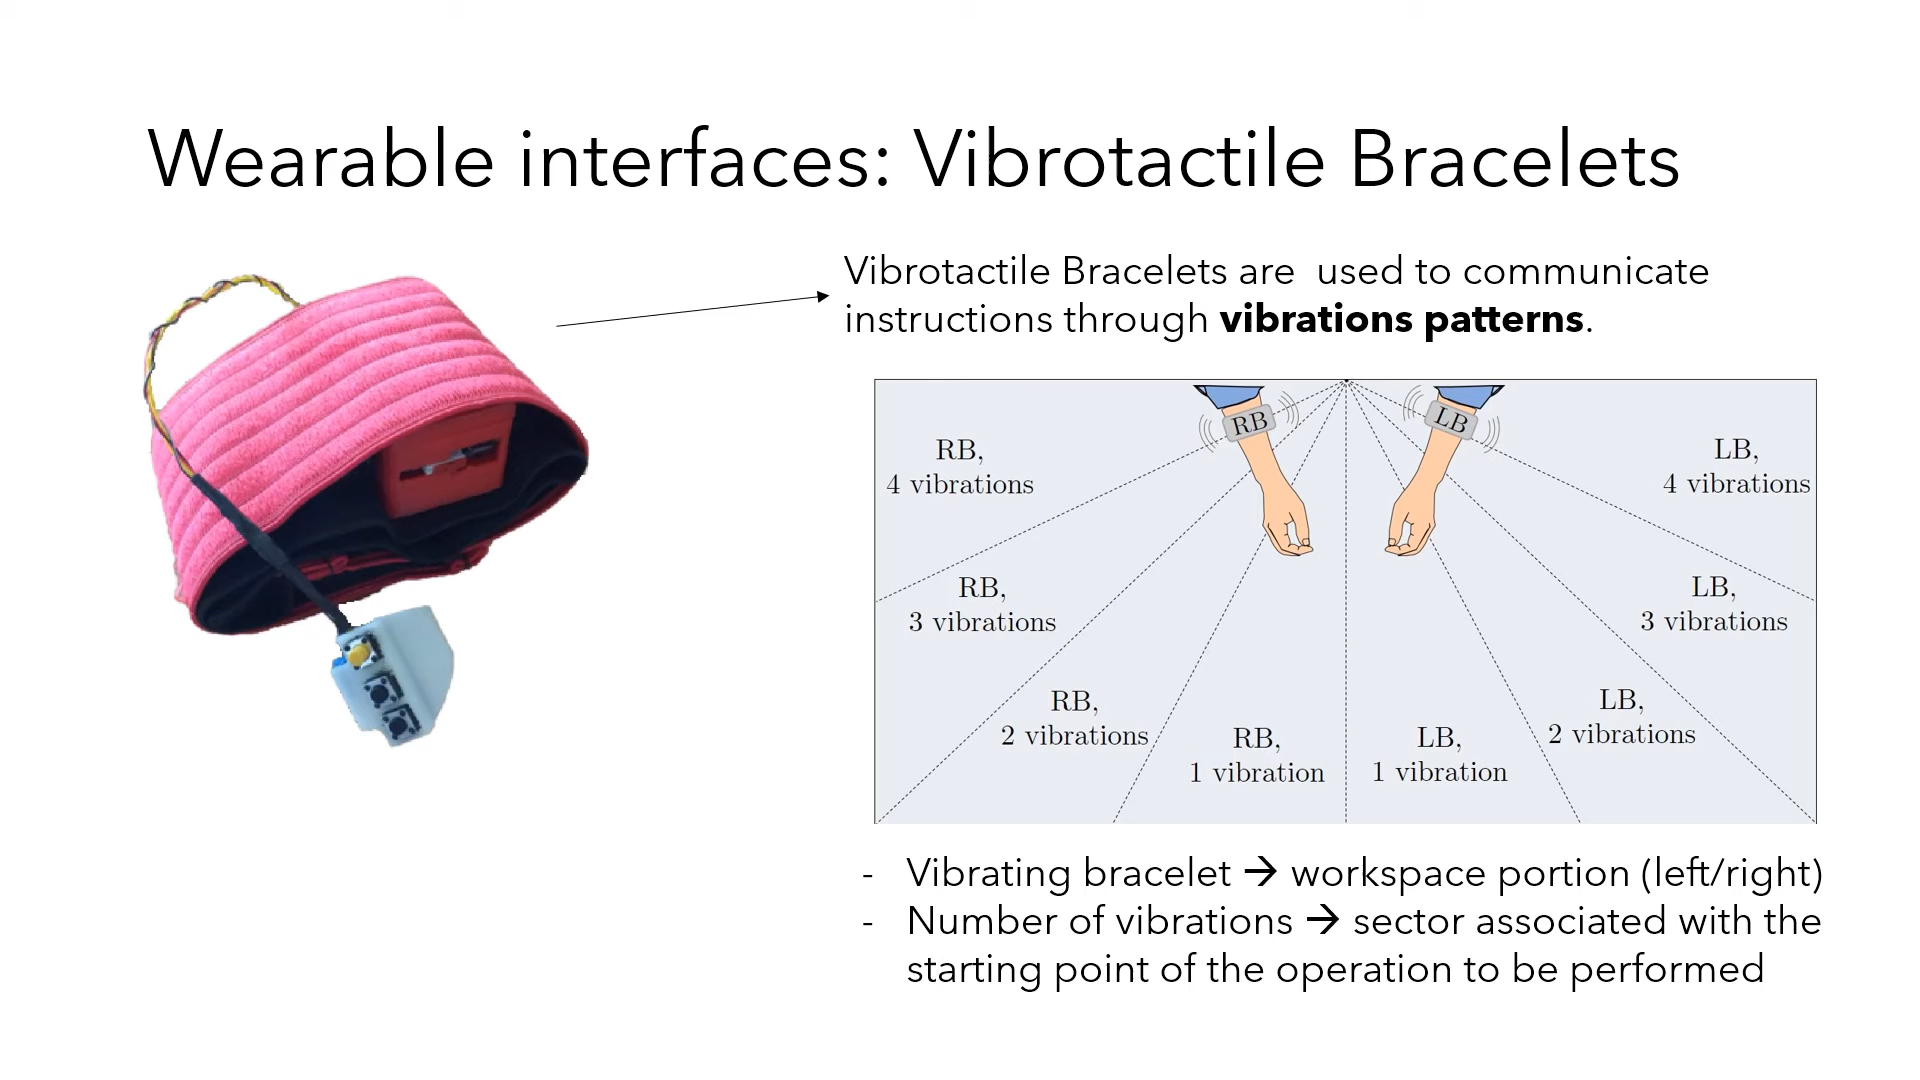 Wearable interfaces: Vibrotactile Bracelets
Vibrotactile Bracelets are used to communicate
instructions through vibrations patterns.
RB
LB
RB,
4 vibrations
LB,
4 vibrations
RB,
3 vibrations
LB,
3 vibrations
RB,
2 vibrations
LB,
2 vibrations
RB,
1 vibration
LB,
1 vibration
- Vibrating bracelet → workspace portion (left/right)
- Number of vibrations → sector associated with the
starting point of the operation to be performed